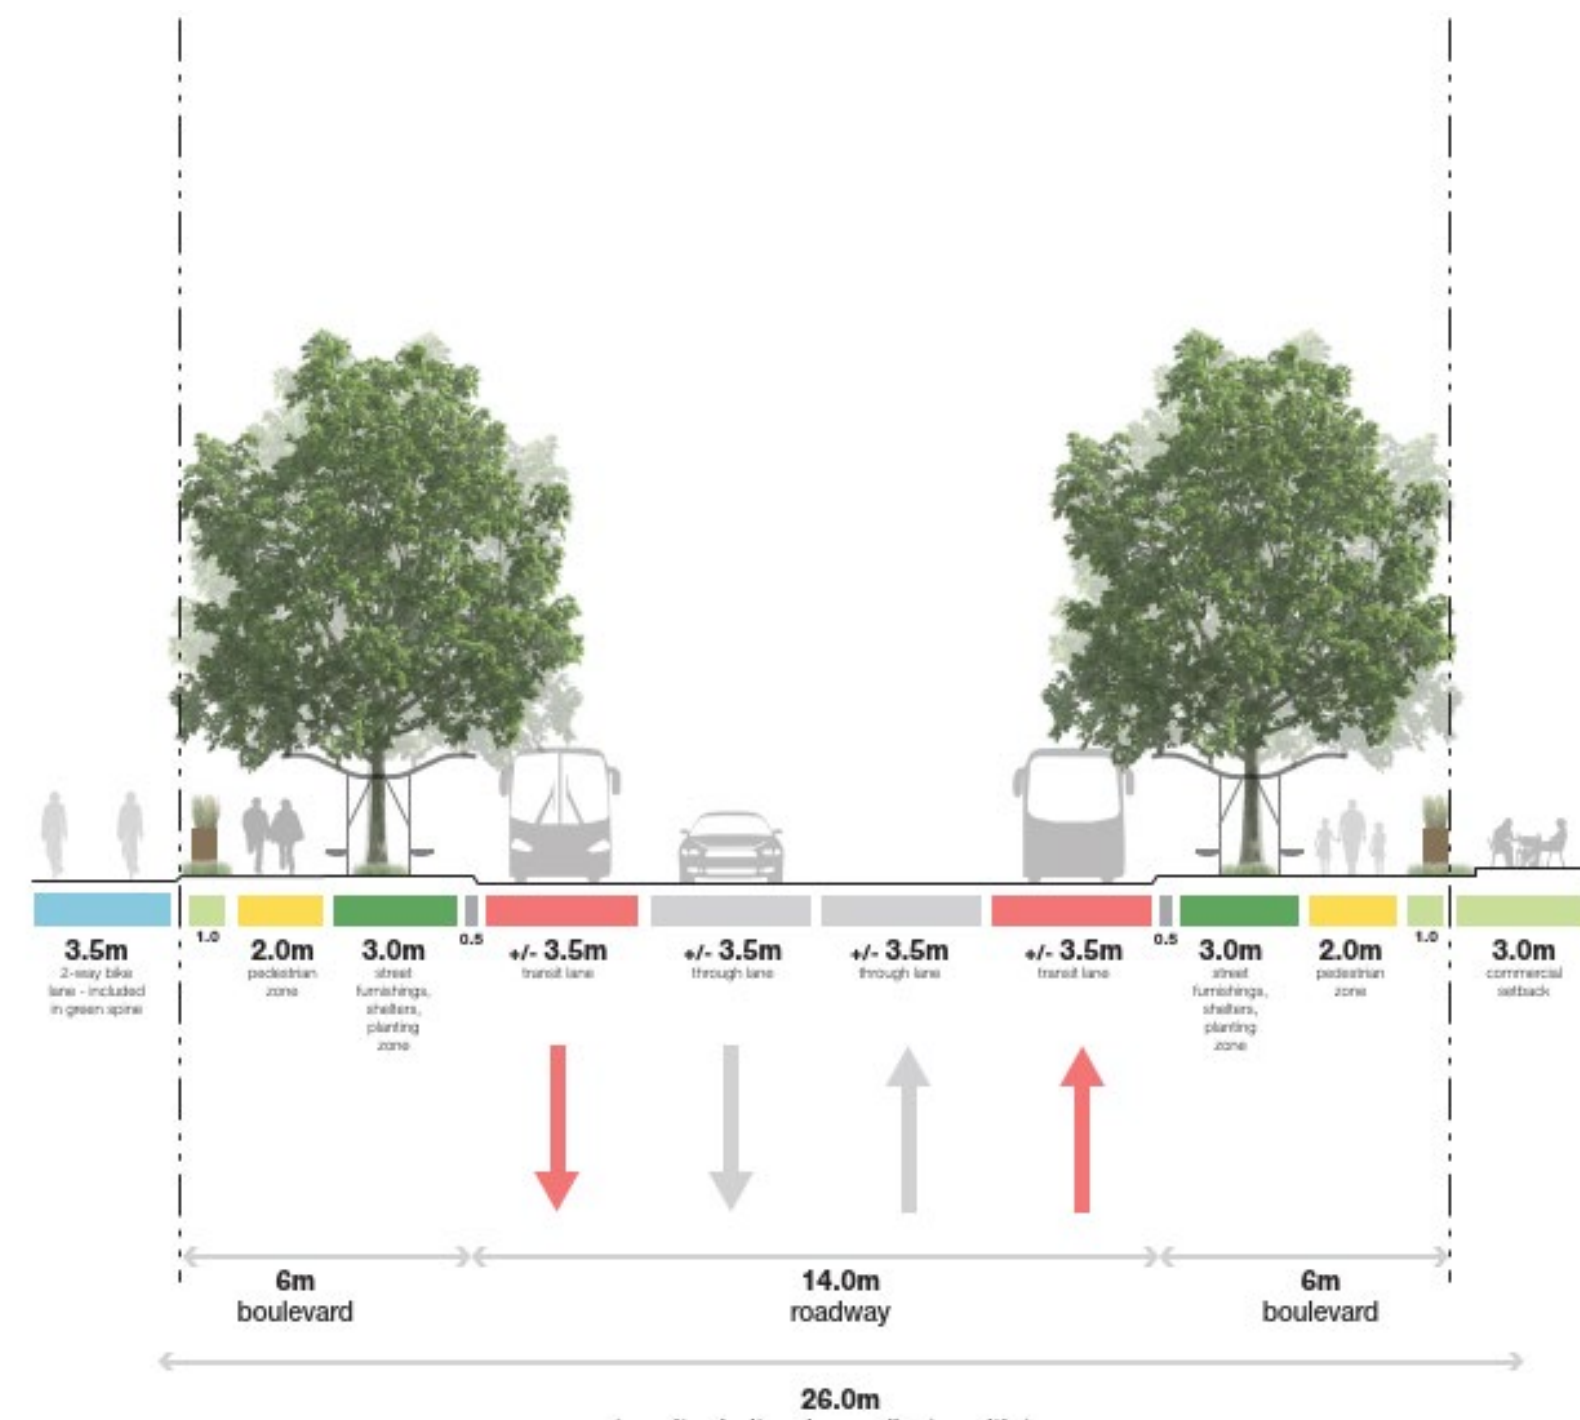 3.5m
2-way bike
lane - included
in green spine
1.0
2.0m
pedestrian
zone
3.0m
street
furnishings,
shelters,
planting
zone
0.5
+/- 3.5m
transit lane
+/- 3.5m
through lane
+/- 3.5m
through lane
+/- 3.5m
transit lane
0.5
3.0m
street
furnishings,
shelters,
planting
zone
2.0m
pedestrian
zone
1.0
3.0m
commercial
setback
6m
boulevard
14.0m
roadway
6m
boulevard
26.0m